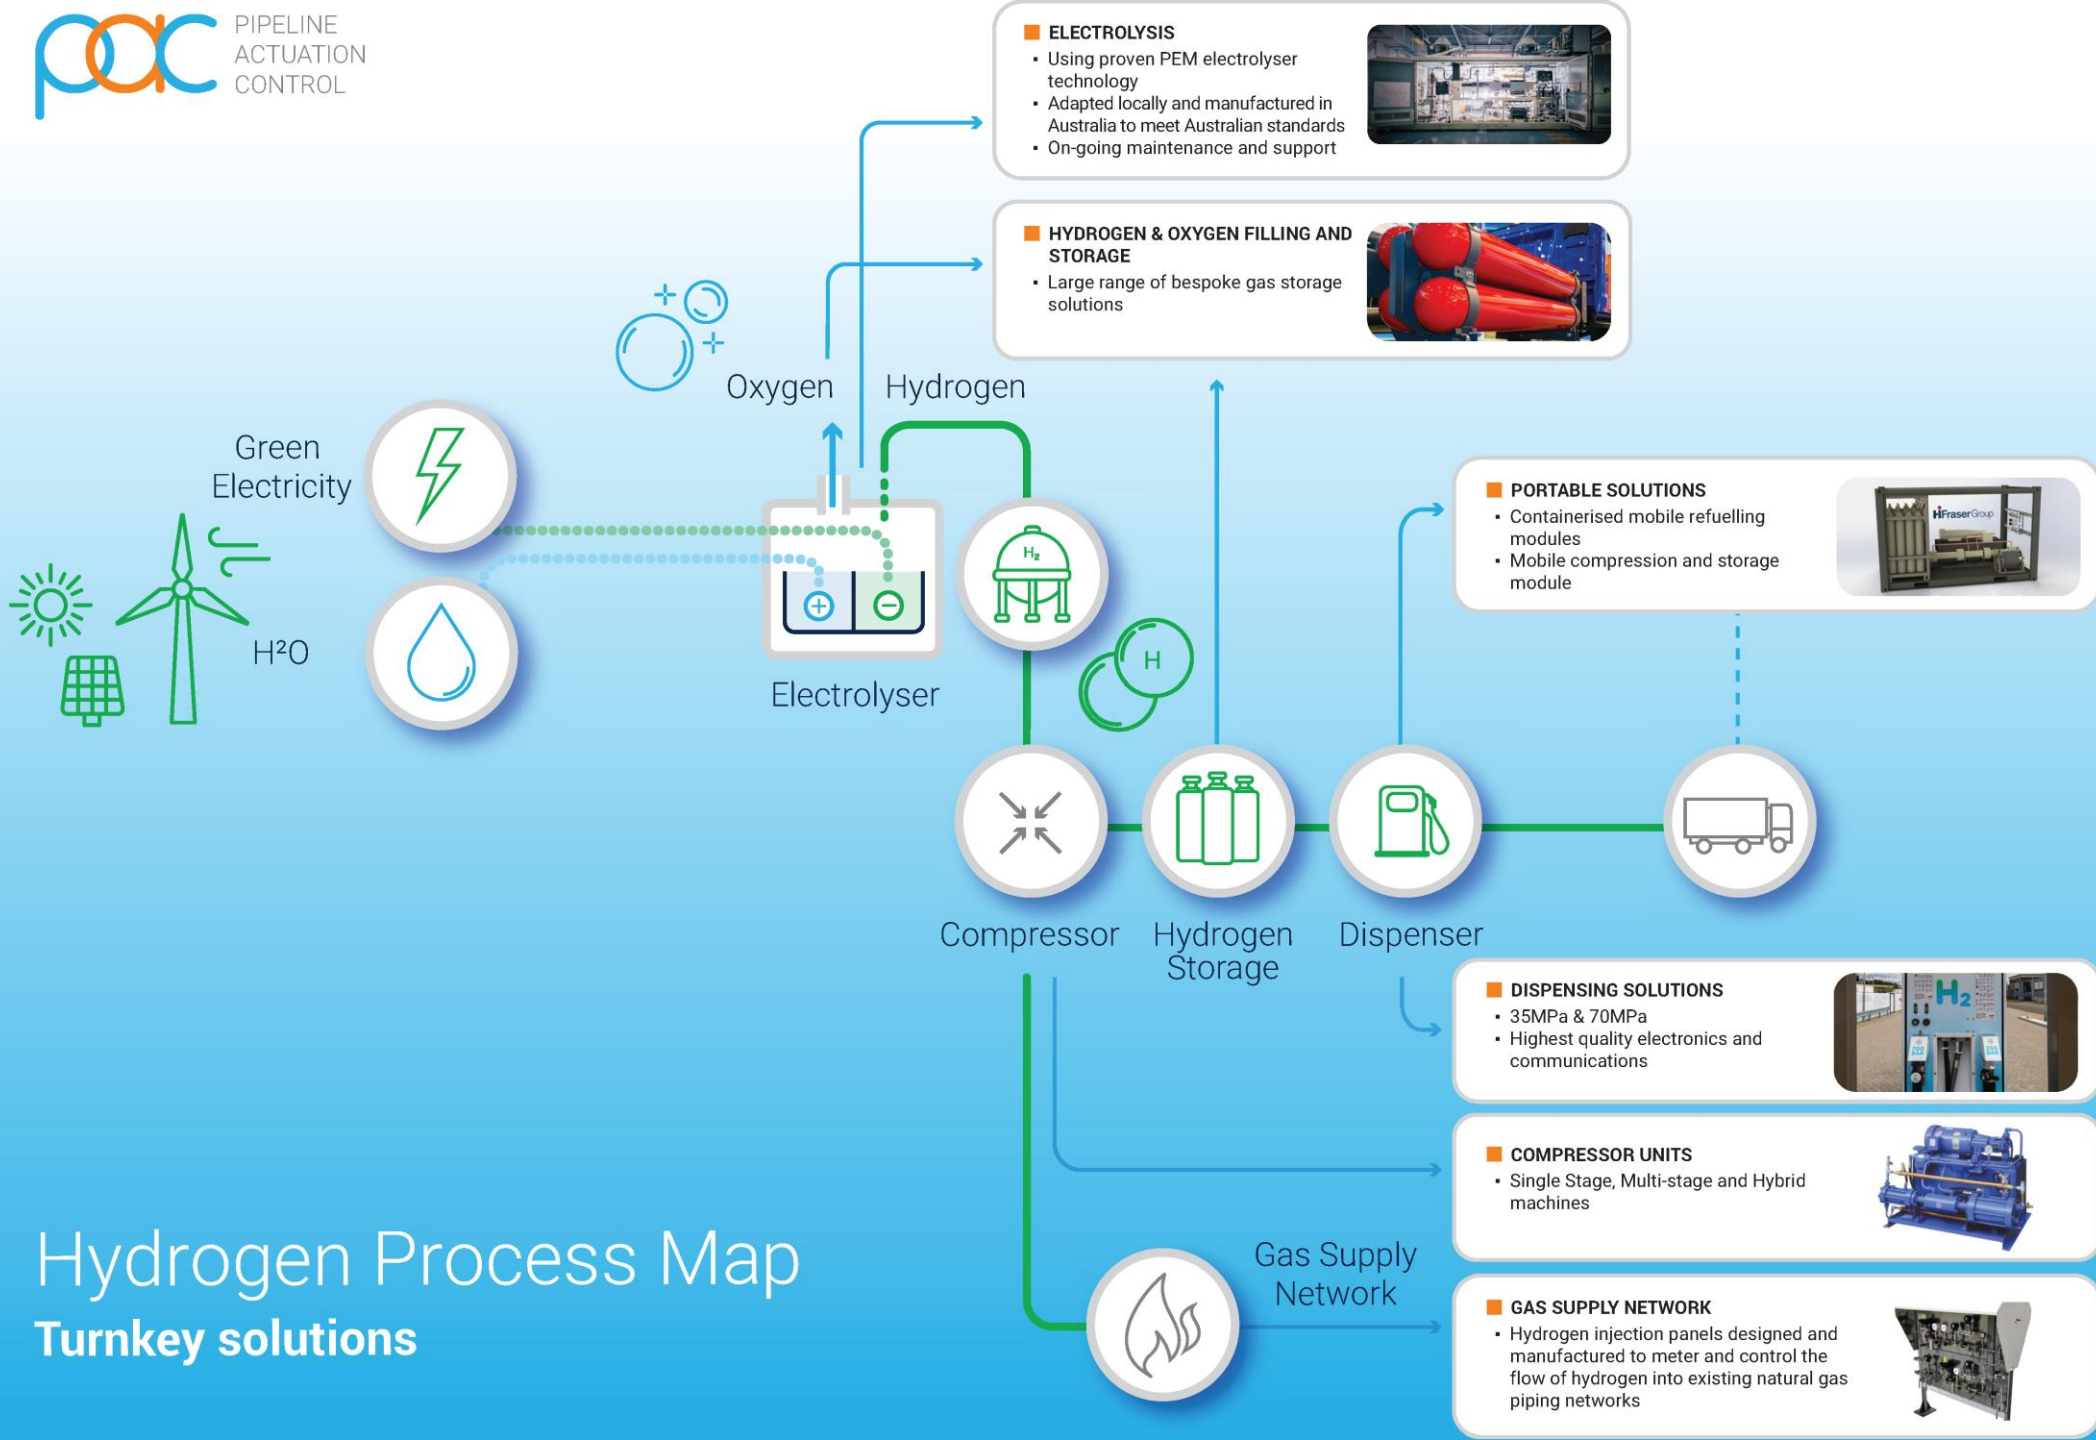 pac
PIPELINE
ACTUATION
CONTROL
ELECTROLYSIS
▪ Using proven PEM electrolyser
technology
▪ Adapted locally and manufactured in
Australia to meet Australian standards
▪ On-going maintenance and support
HYDROGEN & OXYGEN FILLING AND
STORAGE
▪ Large range of bespoke gas storage
solutions
Oxygen
Hydrogen
Green
Electricity
H²O
H₂
H
Electrolyser
PORTABLE SOLUTIONS
▪ Containerised mobile refuelling
modules
▪ Mobile compression and storage
module
HiFraserGroup
Compressor
Hydrogen
Storage
Dispenser
DISPENSING SOLUTIONS
▪ 35MPa & 70MPa
▪ Highest quality electronics and
communications
H₂
COMPRESSOR UNITS
▪ Single Stage, Multi-stage and Hybrid
machines
Gas Supply
Network
GAS SUPPLY NETWORK
▪ Hydrogen injection panels designed and
manufactured to meter and control the
flow of hydrogen into existing natural gas
piping networks
Hydrogen Process Map
Turnkey solutions